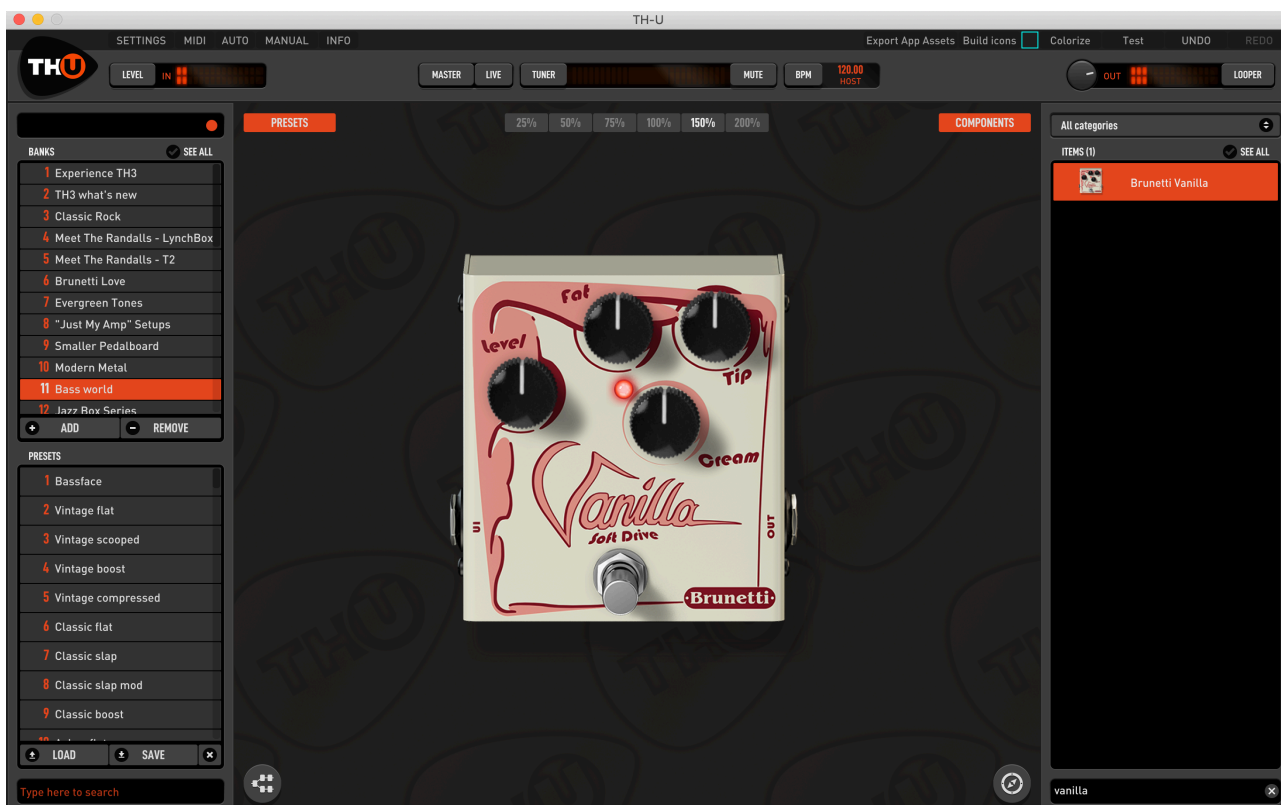 TH-U
SETTINGS MIDI AUTO MANUAL INFO
Export App Assets Build icons Colorize Test UNDO REDO
THU
LEVEL IN MASTER LIVE TUNER MUTE BPM 120.00 OUT LOOPER
HOST
PRESETS
25% 50% 75% 100% 150% 200%
COMPONENTS
BANKS SEE ALL
1 Experience TH3
2 TH3 what's new
3 Classic Rock
4 Meet The Randalls - LynchBox
5 Meet The Randalls - T2
6 Brunetti Love
7 Evergreen Tones
8 "Just My Amp" Setups
9 Smaller Pedalboard
10 Modern Metal
11 Bass world
12 Jazz Box Series
ADD REMOVE
PRESETS
1 Bassface
2 Vintage flat
3 Vintage scooped
4 Vintage boost
5 Vintage compressed
6 Classic flat
7 Classic slap
8 Classic slap mod
9 Classic boost
LOAD SAVE
Type here to search
Fat
Level
Tip
Cream
Vanilla
Soft Drive
IN
OUT
Brunetti
All categories
ITEMS (1) SEE ALL
Brunetti Vanilla
vanilla